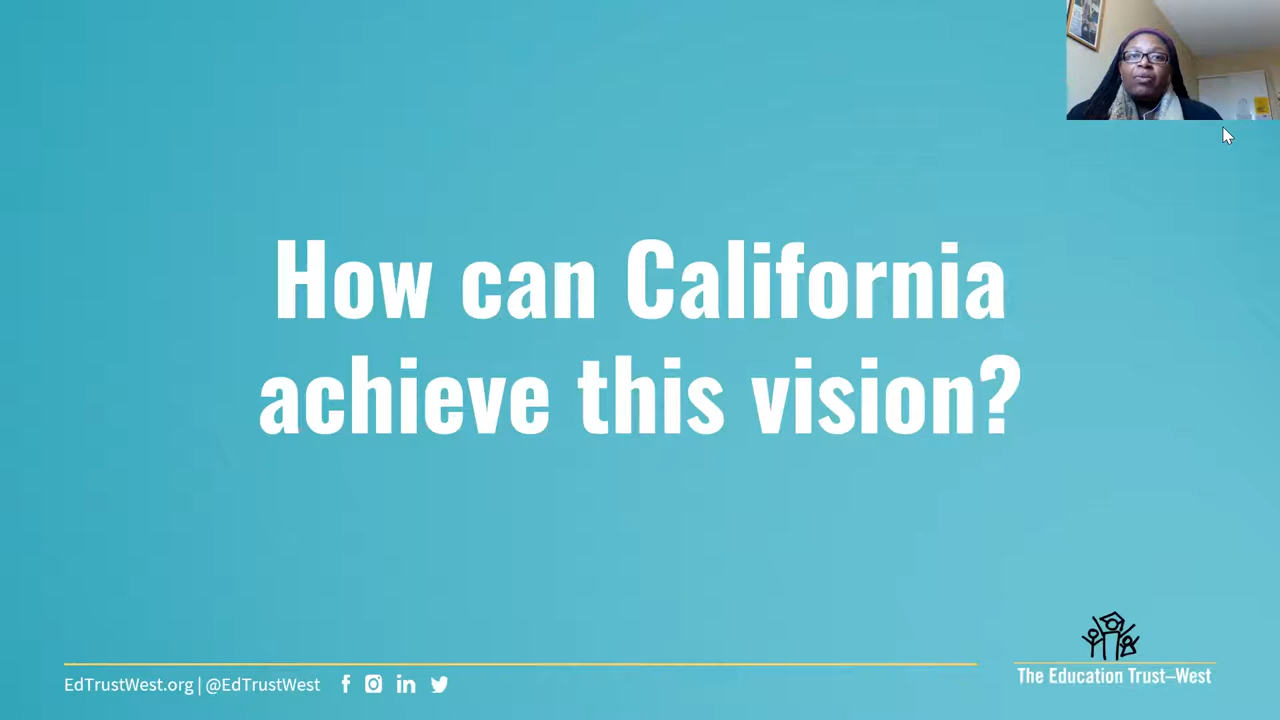 How can California
achieve this vision?
EdTrustWest.org | @EdTrustWest
The Education Trust–West